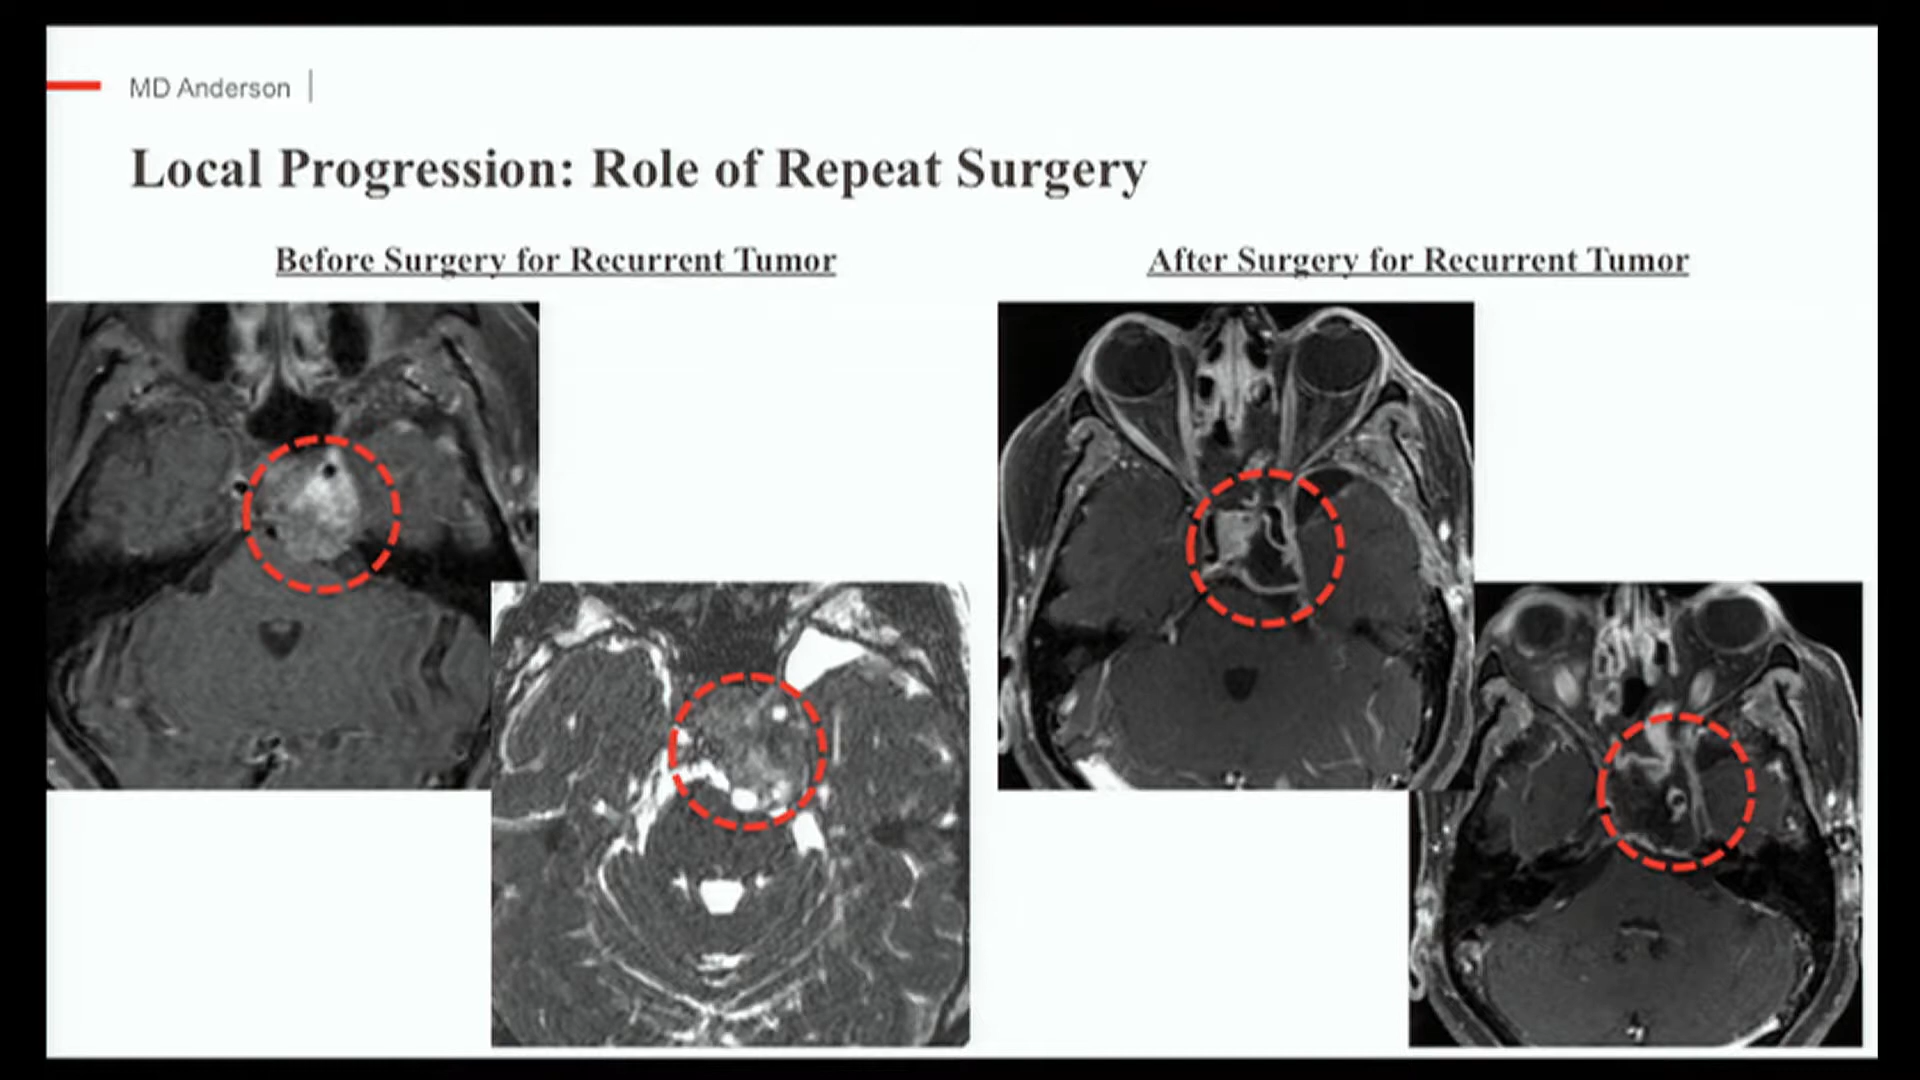 MD Anderson
Local Progression: Role of Repeat Surgery
Before Surgery for Recurrent Tumor
After Surgery for Recurrent Tumor